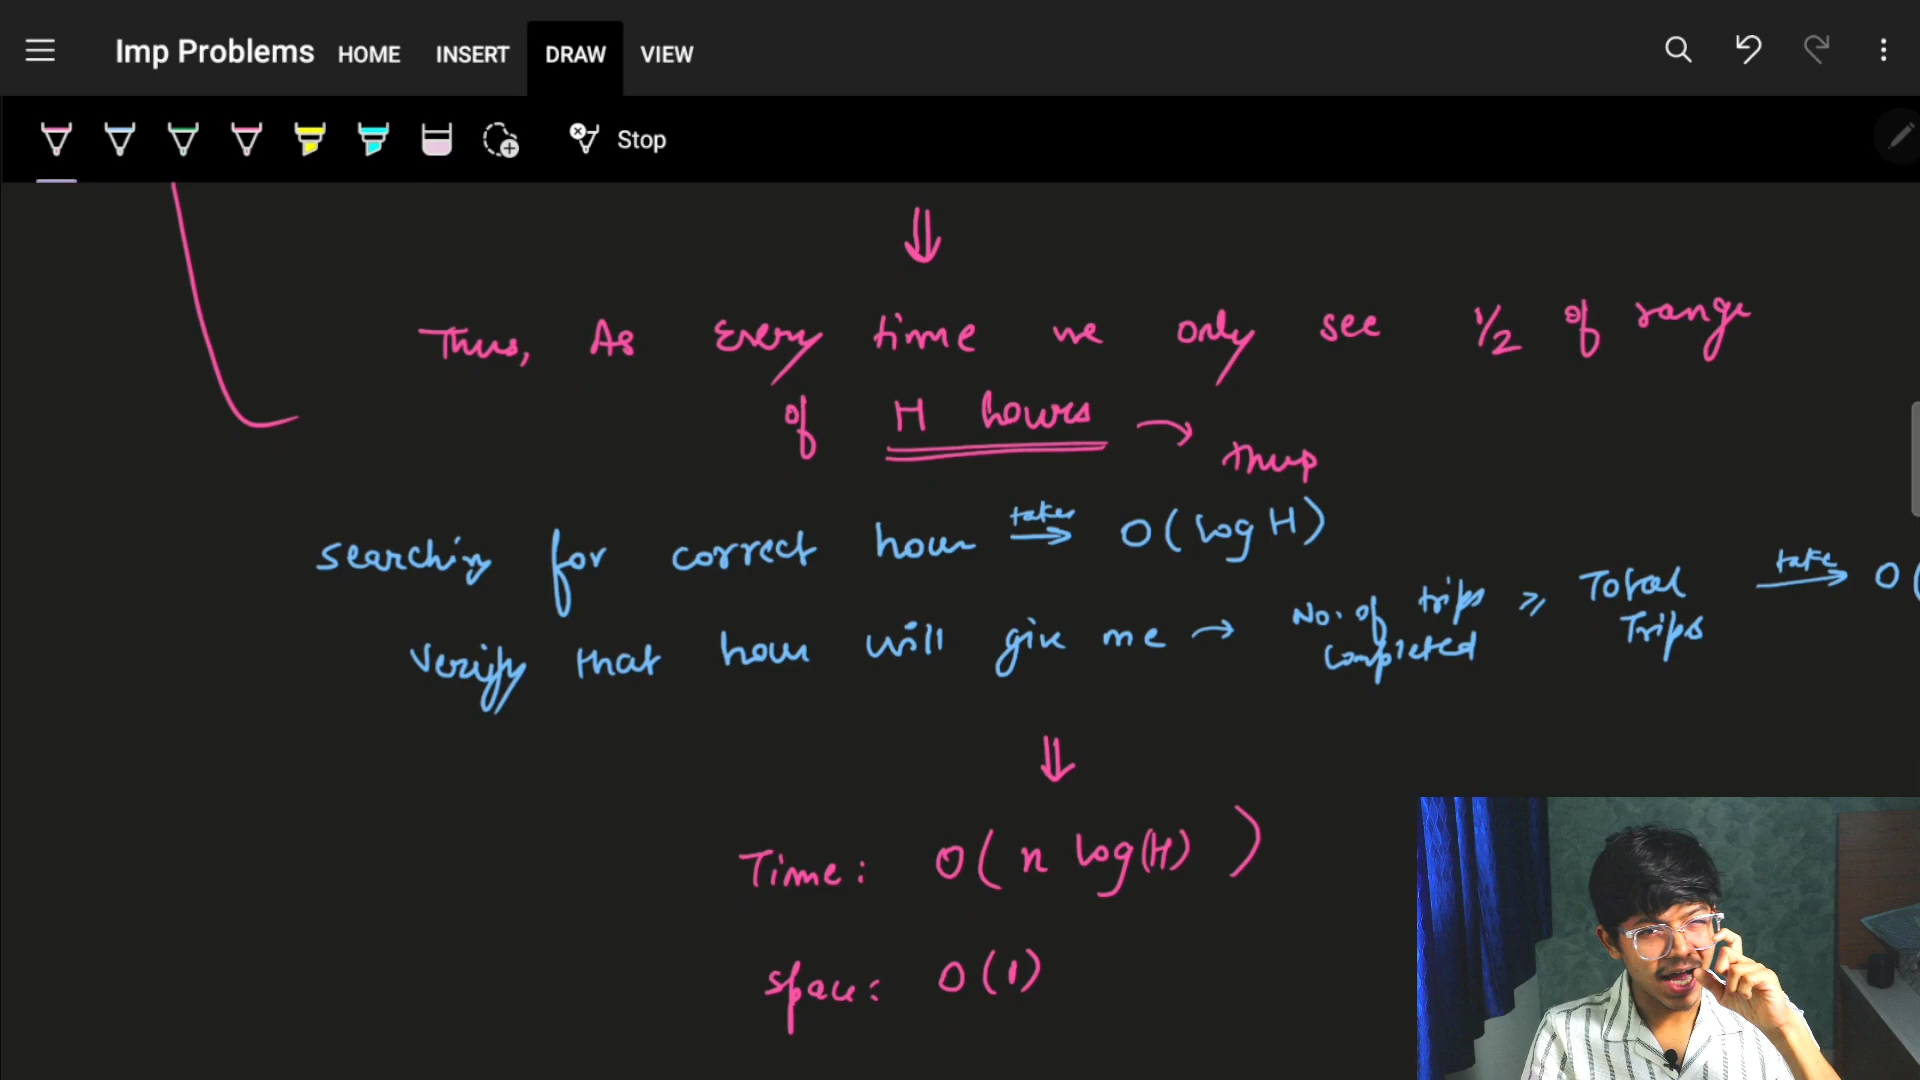 Imp Problems HOME INSERT DRAW VIEW
Stop
Thus, As Every time we only see 1/2 of range
of H hours →
thus
searching for correct hour takes → O(log H)
verify that hour will give me → No. of trips completed ≥ Total Trips take → O(
Time: O( n log(H) )
space: O(1)